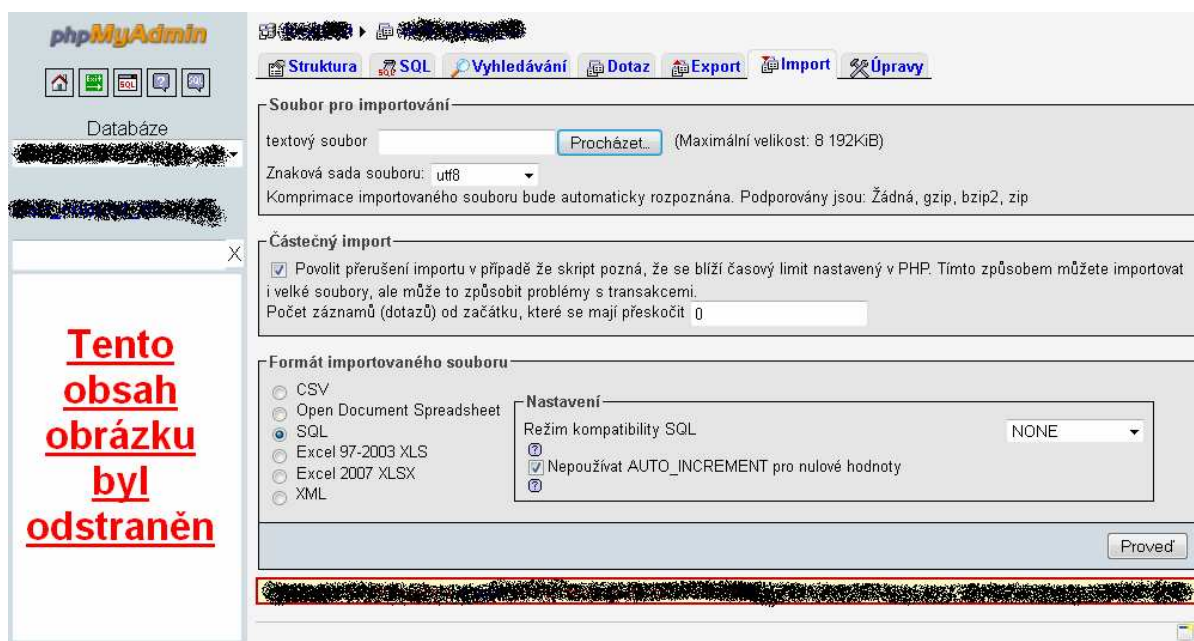 phpMyAdmin
Exit
SQL
Databáze
X
Tento
obsah
obrázku
byl
odstraněn
Struktura SQL Vyhledávání Dotaz Export Import Úpravy
Soubor pro importování
textový soubor Procházet... (Maximální velikost: 8 192KiB)
Znaková sada souboru: utf8
Komprimace importovaného souboru bude automaticky rozpoznána. Podporovány jsou: Žádná, gzip, bzip2, zip
Částečný import
Povolit přerušení importu v případě že skript pozná, že se blíží časový limit nastavený v PHP. Tímto způsobem můžete importovat
i velké soubory, ale může to způsobit problémy s transakcemi.
Počet záznamů (dotazů) od začátku, které se mají přeskočit 0
Formát importovaného souboru
CSV
Open Document Spreadsheet
SQL
Excel 97-2003 XLS
Excel 2007 XLSX
XML
Nastavení
Režim kompatibility SQL NONE
Nepoužívat AUTO_INCREMENT pro nulové hodnoty
Proveď